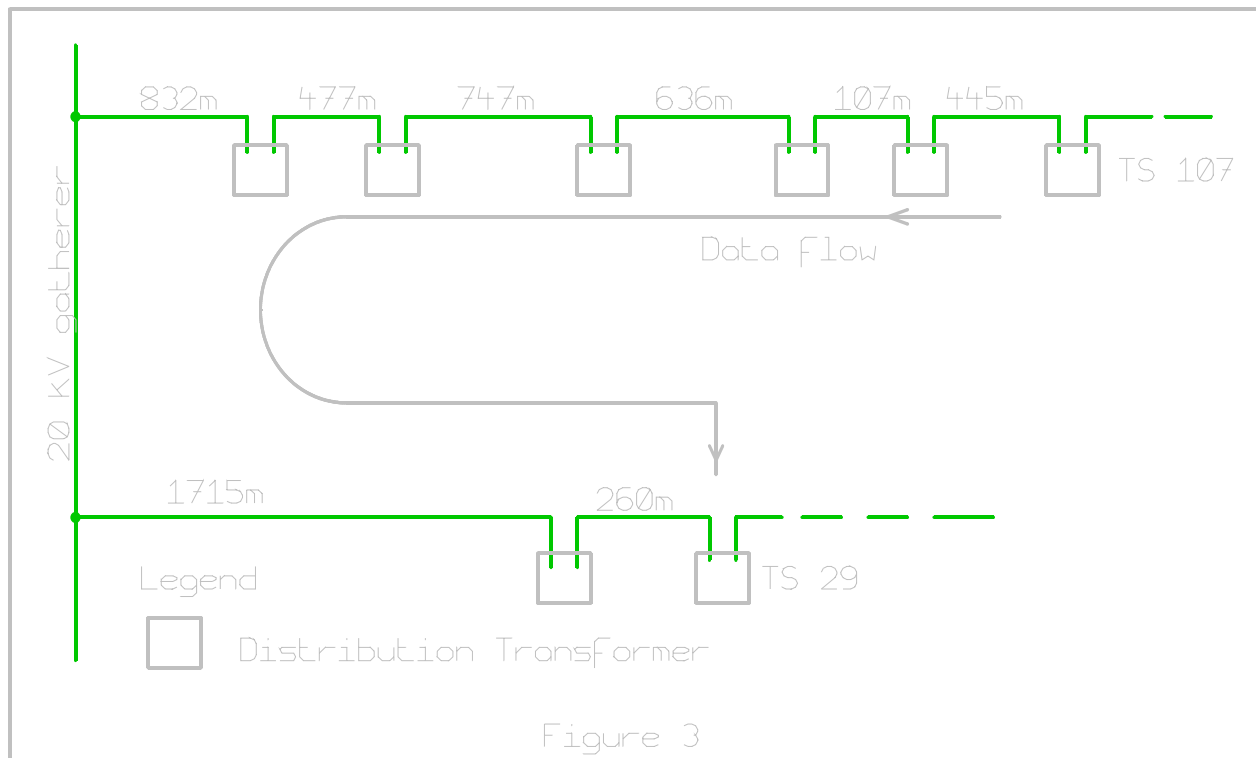 832m
477m
747m
636m
107m
445m
TS 107
Data flow
20 KV gatherer
1715m
260m
TS 29
Legend
Distribution Transformer
Figure 3